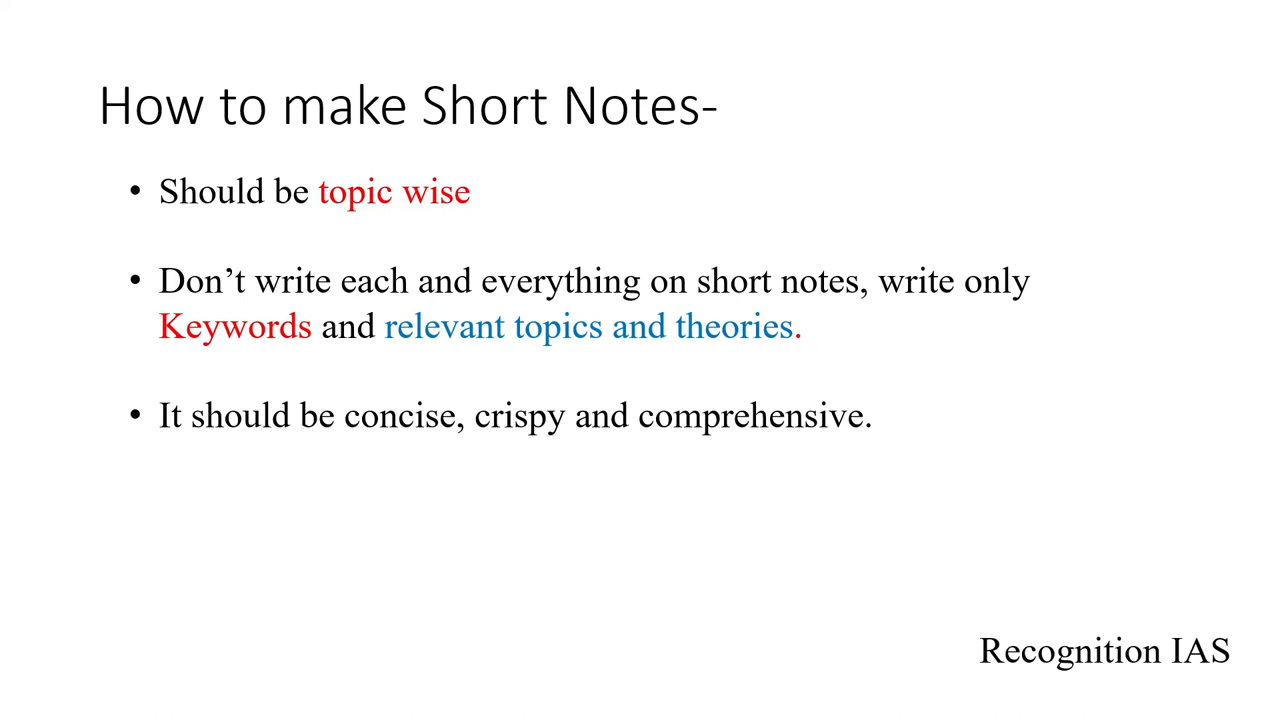 How to make Short Notes-
• Should be topic wise
• Don’t write each and everything on short notes, write only
Keywords and relevant topics and theories.
• It should be concise, crispy and comprehensive.
Recognition IAS